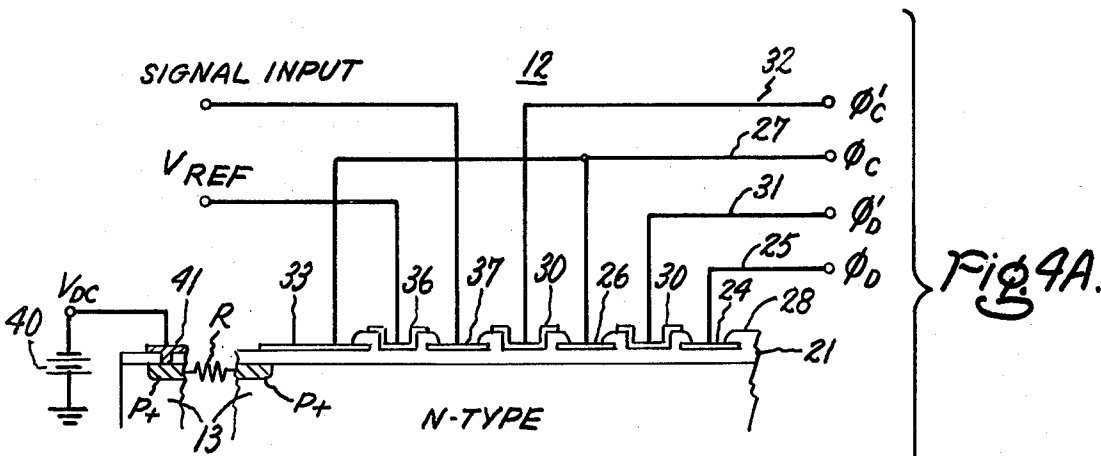 SIGNAL INPUT
12
32
ϕ'C
27
ϕC
VREF
31
ϕ'D
25
ϕD
Fig. 4A.
VDC
41
33
36
37
30
26
30
24
28
40
R
21
P+
P+
13
N-TYPE